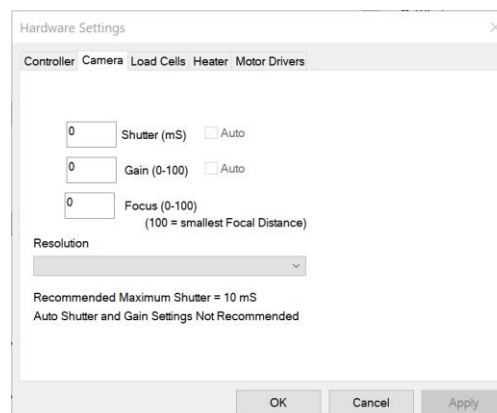 Hardware Settings
Controller Camera Load Cells Heater Motor Drivers
0 Shutter (mS) Auto
0 Gain (0-100) Auto
0 Focus (0-100)
(100 = smallest Focal Distance)
Resolution
Recommended Maximum Shutter = 10 mS
Auto Shutter and Gain Settings Not Recommended
OK Cancel Apply